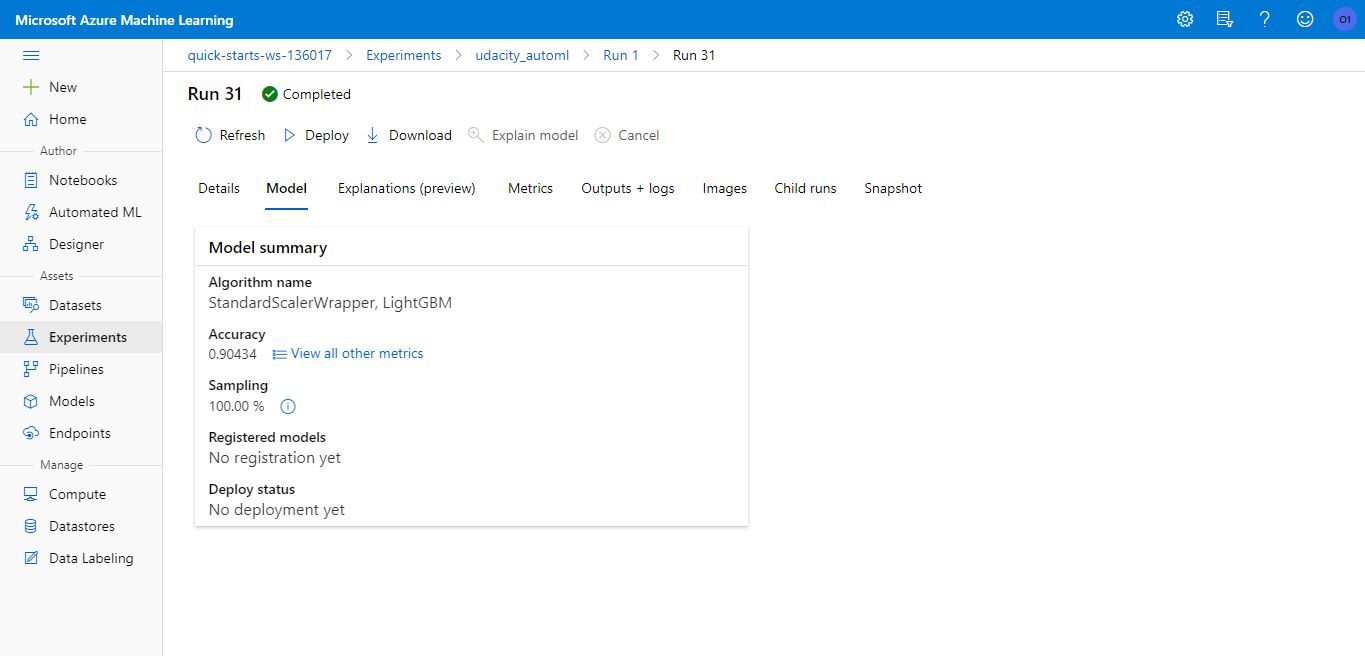 Microsoft Azure Machine Learning
O1
quick-starts-ws-136017 > Experiments > udacity_automl > Run 1 > Run 31
New
Home
Author
Notebooks
Automated ML
Designer
Assets
Datasets
Experiments
Pipelines
Models
Endpoints
Manage
Compute
Datastores
Data Labeling
Run 31 Completed
Refresh Deploy Download Explain model Cancel
Details Model Explanations (preview) Metrics Outputs + logs Images Child runs Snapshot
Model summary
Algorithm name
StandardScalerWrapper, LightGBM
Accuracy
0.90434 View all other metrics
Sampling
100.00 %
Registered models
No registration yet
Deploy status
No deployment yet